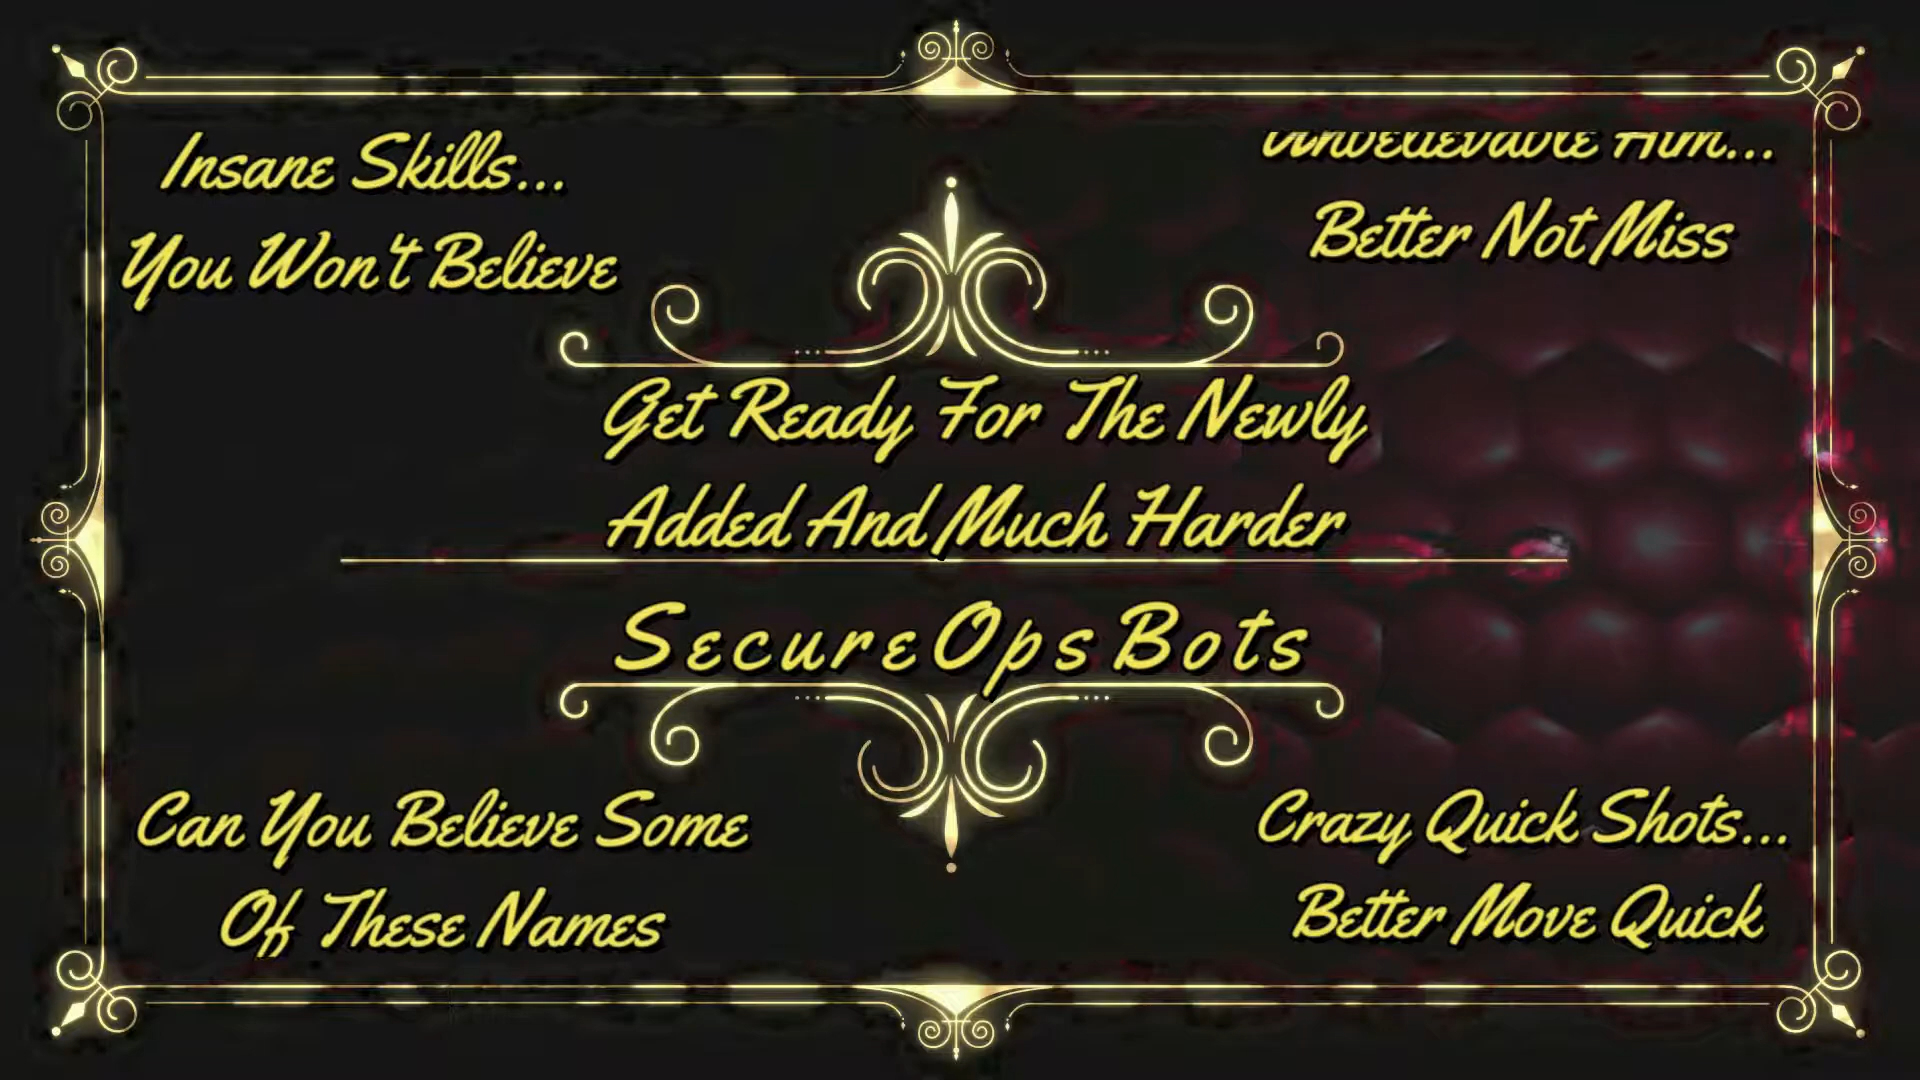 Insane Skills...
You Won't Believe
Better Not Miss
Get Ready For The Newly
Added And Much Harder
SecureOps Bots
Can You Believe Some
Of These Names
Crazy Quick Shots...
Better Move Quick